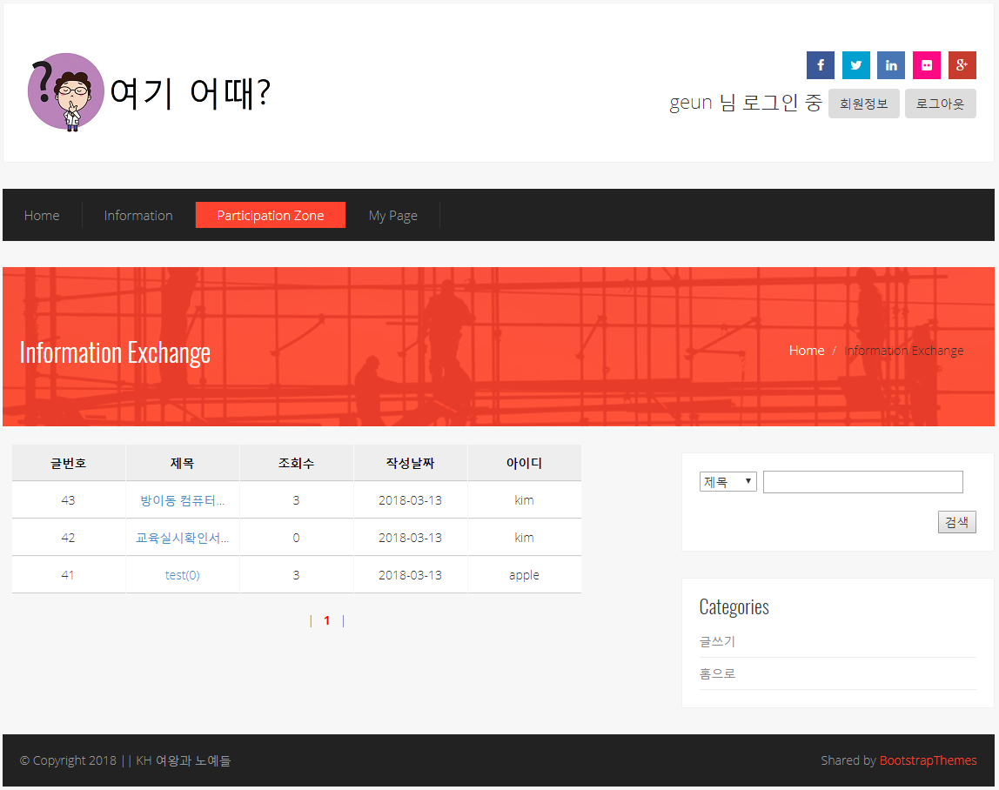 ?
여기 어때?
geun 님 로그인 중 회원정보 로그아웃
Home Information Participation Zone My Page
Information Exchange
Home / Information Exchange
글번호 제목 조회수 작성날짜 아이디
43 방이동 컴퓨터... 3 2018-03-13 kim
42 교육실시확인서... 0 2018-03-13 kim
41 test(0) 3 2018-03-13 apple
| 1 |
제목
검색
Categories
글쓰기
홈으로
© Copyright 2018 || KH 여왕과 노예들
Shared by BootstrapThemes